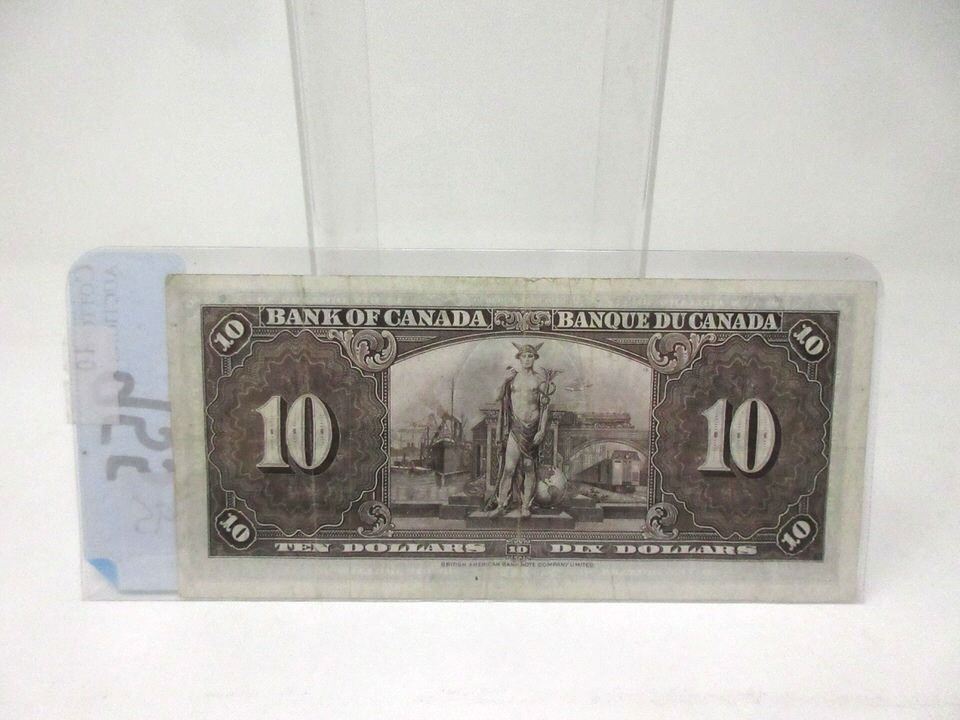 BANK OF CANADA BANQUE DU CANADA
10 10
10 10
10 10
TEN DOLLARS 10 DIX DOLLARS
BRITISH AMERICAN BANK NOTE COMPANY LIMITED